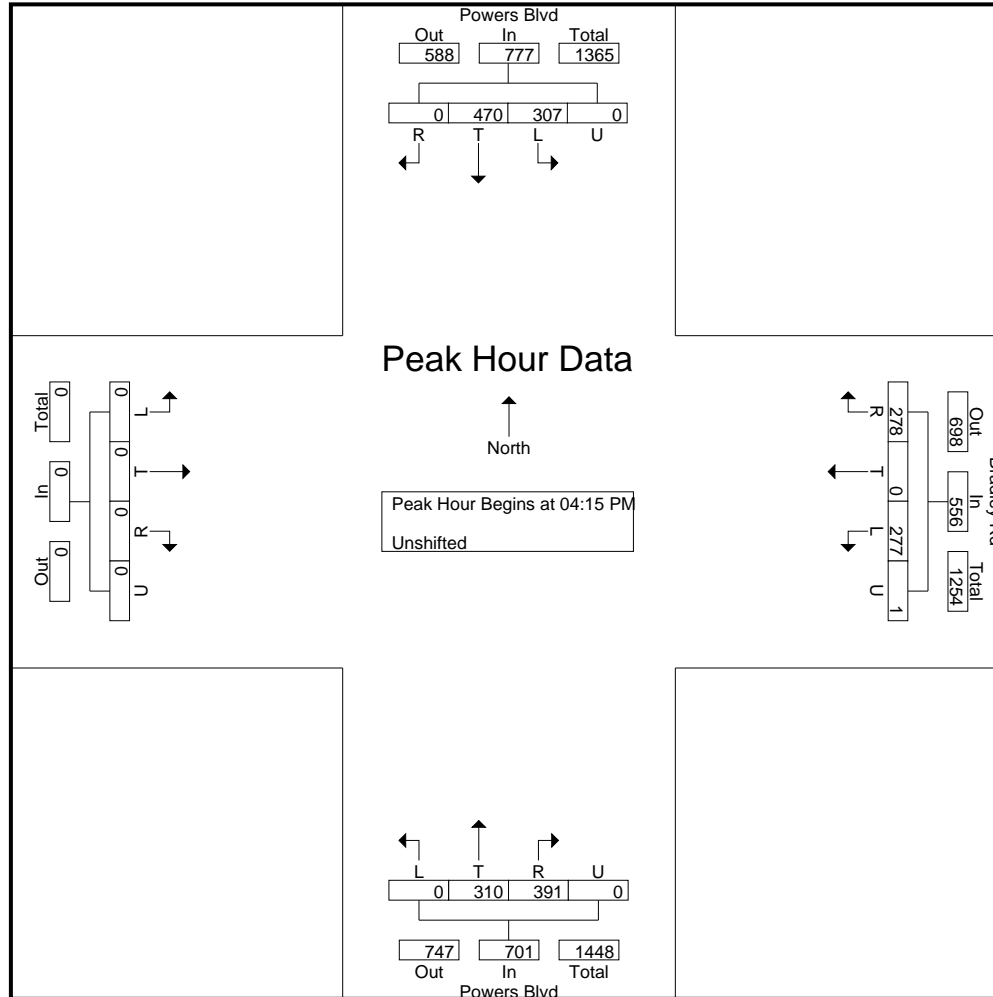 Powers Blvd
Out In Total
588 777 1365
0 470 307 0
R T L U
Peak Hour Data
North
Peak Hour Begins at 04:15 PM
Unshifted
Total In Out
0 0 0
0 0 0 0
L T R U
R T L U
278 0 277 1
Out In Total
698 556 1254
Rd
L T R U
0 310 391 0
747 701 1448
Out In Total
Powers Blvd